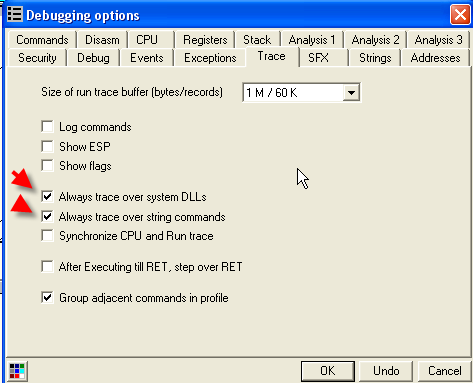 Debugging options
Commands Disasm CPU Registers Stack Analysis 1 Analysis 2 Analysis 3
Security Debug Events Exceptions Trace SFX Strings Addresses
Size of run trace buffer (bytes/records) 1 M / 60 K
Log commands
Show ESP
Show flags
Always trace over system DLLs
Always trace over string commands
Synchronize CPU and Run trace
After Executing till RET, step over RET
Group adjacent commands in profile
OK Undo Cancel